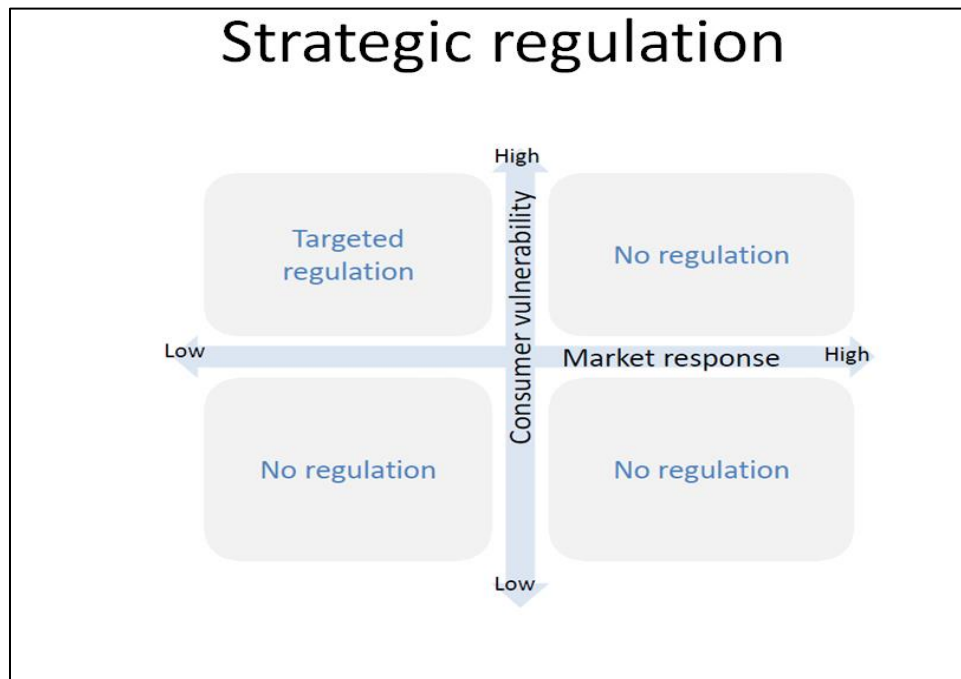 Strategic regulation
High
Targeted
regulation
Consumer vulnerability
No regulation
Low
Market response
High
No regulation
No regulation
Low